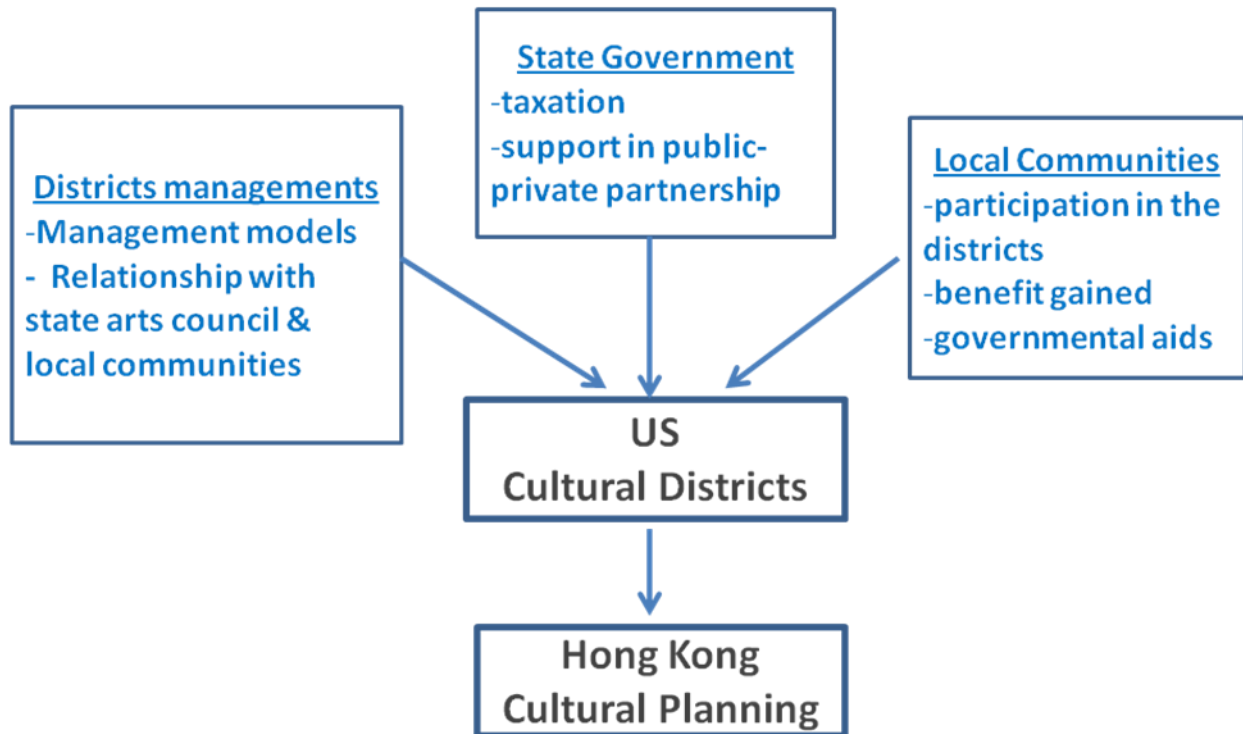 State Government
-taxation
-support in public-
private partnership
Districts managements
-Management models
- Relationship with
state arts council &
local communities
Local Communities
-participation in the
districts
-benefit gained
-governmental aids
US
Cultural Districts
Hong Kong
Cultural Planning